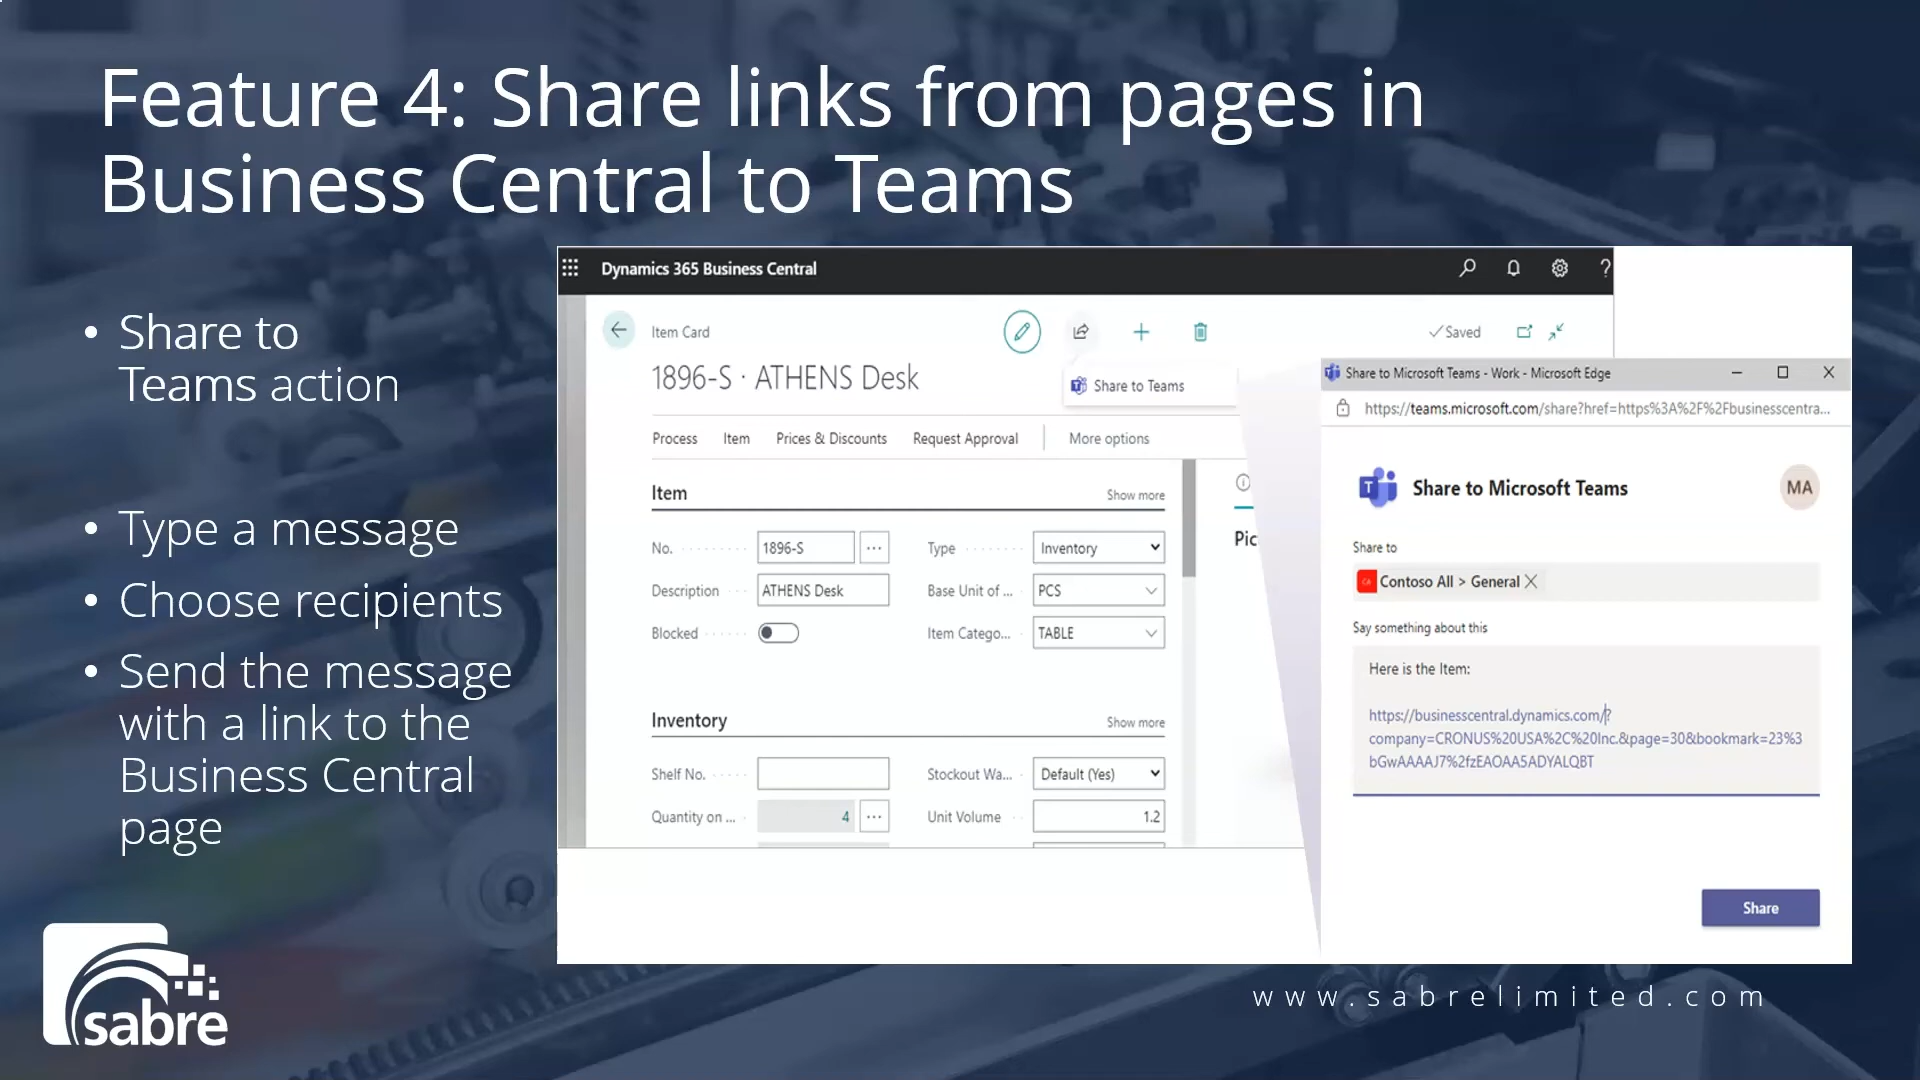 Feature 4: Share links from pages in
Business Central to Teams
• Share to
Teams action
• Type a message
• Choose recipients
• Send the message
with a link to the
Business Central
page
Dynamics 365 Business Central
?
Item Card
Saved
1896-S · ATHENS Desk
Share to Teams
Process Item Prices & Discounts Request Approval More options
Item Show more
No. 1896-S ... Type Inventory
Description ATHENS Desk Base Unit of ... PCS
Blocked Item Catego... TABLE
Inventory Show more
Shelf No. Stockout Wa... Default (Yes)
Quantity on ... 4 ... Unit Volume 1.2
Pic
Share to Microsoft Teams - Work - Microsoft Edge
https://teams.microsoft.com/share?href=https%3A%2F%2Fbusinesscentra...
Share to Microsoft Teams MA
Share to
CA Contoso All > General
Say something about this
Here is the Item:
https://businesscentral.dynamics.com/?
company=CRONUS%20USA%2C%20Inc.&page=30&bookmark=23%3
bGwAAAAJ7%2fzEAOAA5ADYALQBT
Share
sabre
www.sabrelimited.com